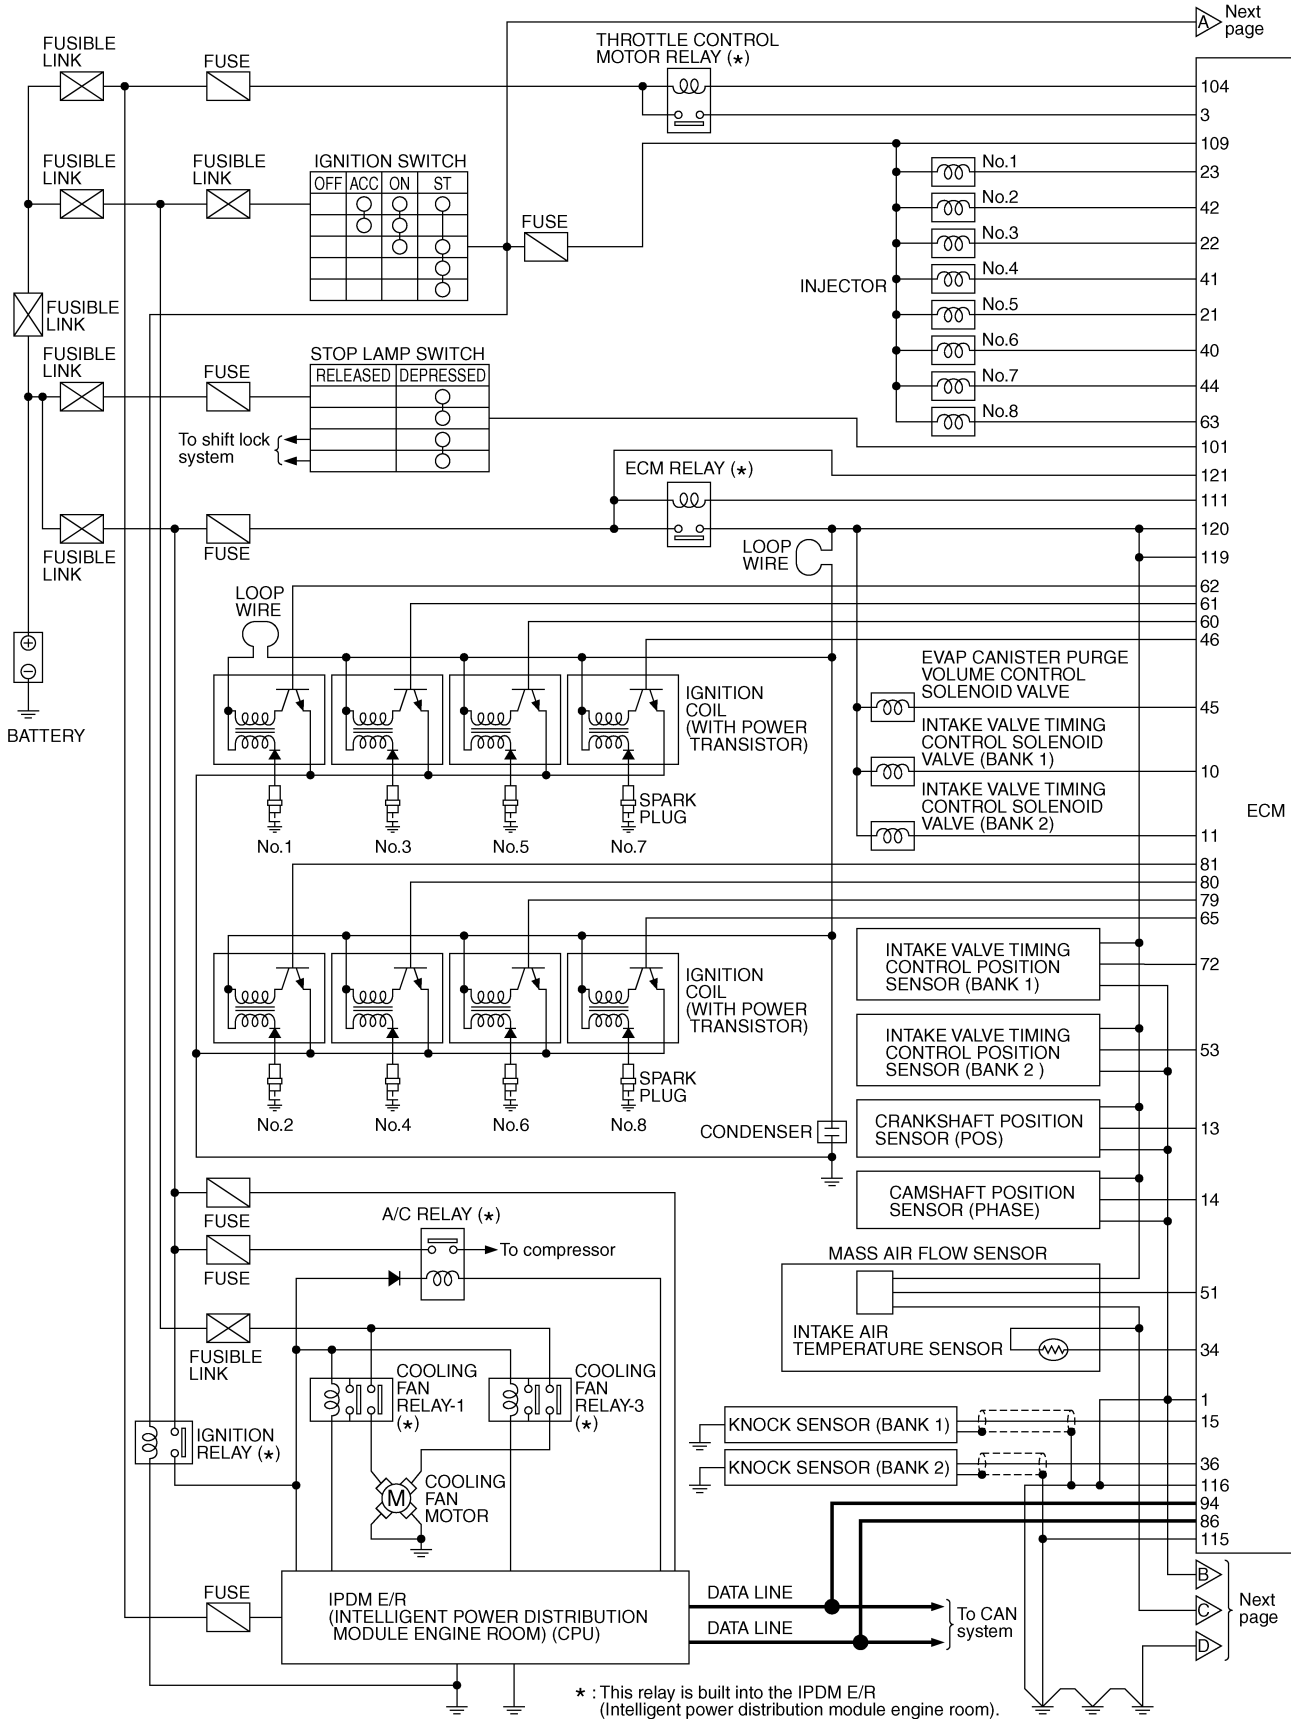 A
Next
page
FUSIBLE
LINK
FUSE
THROTTLE CONTROL
MOTOR RELAY (*)
104
3
109
FUSIBLE
LINK
FUSIBLE
LINK
IGNITION SWITCH
OFF ACC ON ST
FUSE
INJECTOR
No.1
23
No.2
42
No.3
22
No.4
41
No.5
21
No.6
40
No.7
44
No.8
63
FUSIBLE
LINK
FUSIBLE
LINK
FUSE
STOP LAMP SWITCH
RELEASED DEPRESSED
To shift lock
system
101
121
ECM RELAY (*)
111
120
119
FUSIBLE
LINK
FUSE
LOOP
WIRE
62
61
60
46
LOOP
WIRE
BATTERY
IGNITION
COIL
(WITH POWER
TRANSISTOR)
EVAP CANISTER PURGE
VOLUME CONTROL
SOLENOID VALVE
45
INTAKE VALVE TIMING
CONTROL SOLENOID
VALVE (BANK 1)
10
INTAKE VALVE TIMING
CONTROL SOLENOID
VALVE (BANK 2)
11
ECM
SPARK
PLUG
No.1 No.3 No.5 No.7
81
80
79
65
IGNITION
COIL
(WITH POWER
TRANSISTOR)
INTAKE VALVE TIMING
CONTROL POSITION
SENSOR (BANK 1)
72
INTAKE VALVE TIMING
CONTROL POSITION
SENSOR (BANK 2 )
53
SPARK
PLUG
No.2 No.4 No.6 No.8
CONDENSER
CRANKSHAFT POSITION
SENSOR (POS)
13
CAMSHAFT POSITION
SENSOR (PHASE)
14
FUSE
A/C RELAY (*)
To compressor
FUSE
MASS AIR FLOW SENSOR
51
INTAKE AIR
TEMPERATURE SENSOR
34
FUSIBLE
LINK
COOLING
FAN
RELAY-1
(*)
COOLING
FAN
RELAY-3
(*)
1
KNOCK SENSOR (BANK 1)
15
IGNITION
RELAY (*)
KNOCK SENSOR (BANK 2)
36
116
94
86
115
M
COOLING
FAN
MOTOR
B
C
D
Next
page
FUSE
IPDM E/R
(INTELLIGENT POWER DISTRIBUTION
MODULE ENGINE ROOM) (CPU)
DATA LINE
DATA LINE
To CAN
system
* : This relay is built into the IPDM E/R
(Intelligent power distribution module engine room).